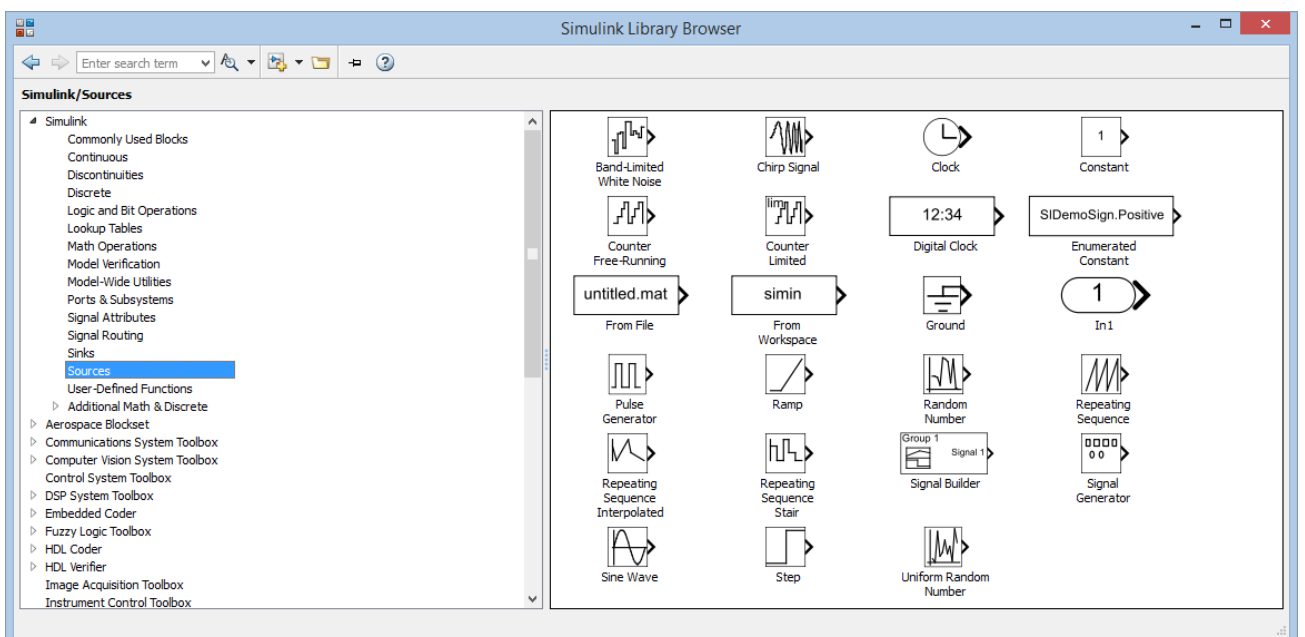 Simulink Library Browser
Enter search term
Simulink/Sources
Simulink
Commonly Used Blocks
Continuous
Discontinuities
Discrete
Logic and Bit Operations
Lookup Tables
Math Operations
Model Verification
Model-Wide Utilities
Ports & Subsystems
Signal Attributes
Signal Routing
Sinks
Sources
User-Defined Functions
Additional Math & Discrete
Aerospace Blockset
Communications System Toolbox
Computer Vision System Toolbox
Control System Toolbox
DSP System Toolbox
Embedded Coder
Fuzzy Logic Toolbox
HDL Coder
HDL Verifier
Image Acquisition Toolbox
Instrument Control Toolbox
Band-Limited
White Noise
Chirp Signal
Clock
1
Constant
Counter
Free-Running
lim
Counter
Limited
12:34
Digital Clock
SlDemoSign.Positive
Enumerated
Constant
untitled.mat
From File
simin
From
Workspace
Ground
1
In1
Pulse
Generator
Ramp
Random
Number
Repeating
Sequence
Repeating
Sequence
Interpolated
Repeating
Sequence
Stair
Group 1
Signal 1
Signal Builder
Signal
Generator
Sine Wave
Step
Uniform Random
Number